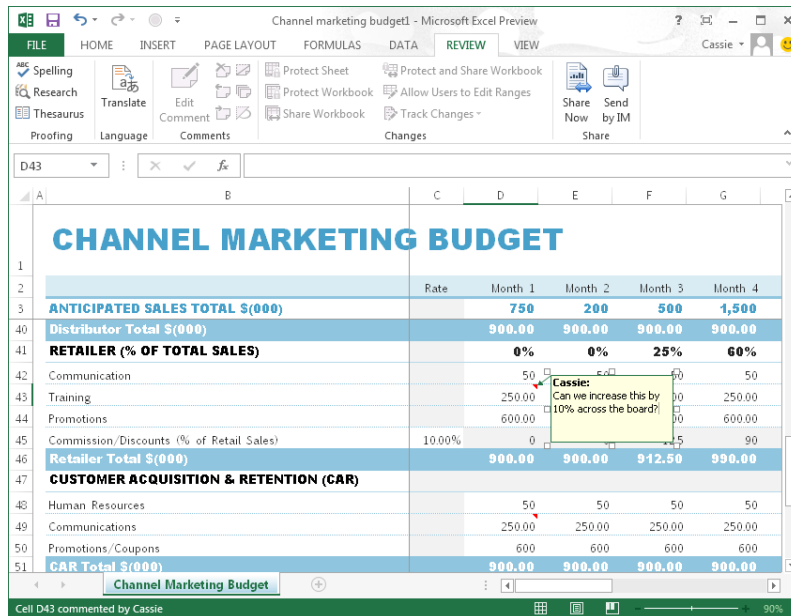 Channel marketing budget1 - Microsoft Excel Preview
?
FILE HOME INSERT PAGE LAYOUT FORMULAS DATA REVIEW VIEW Cassie
ABC Spelling
Research
Thesaurus
Proofing
Translate
Language
Edit Comment
Comments
Protect Sheet
Protect Workbook
Share Workbook
Protect and Share Workbook
Allow Users to Edit Ranges
Track Changes
Changes
Share Now
Send by IM
Share
D43 fx
A B C D E F G
1 CHANNEL MARKETING BUDGET
2 Rate Month 1 Month 2 Month 3 Month 4
3 ANTICIPATED SALES TOTAL $(000) 750 200 500 1,500
40 Distributor Total $(000) 900.00 900.00 900.00 900.00
41 RETAILER (% OF TOTAL SALES) 0% 0% 25% 60%
42 Communication 50 50
43 Training 250.00 250.00
44 Promotions 600.00 600.00
45 Commission/Discounts (% of Retail Sales) 10.00% 0 90
Cassie:
Can we increase this by
10% across the board?
46 Retailer Total $(000) 900.00 900.00 912.50 990.00
47 CUSTOMER ACQUISITION & RETENTION (CAR)
48 Human Resources 50 50 50 50
49 Communications 250.00 250.00 250.00 250.00
50 Promotions/Coupons 600 600 600 600
51 CAR Total $(000) 900.00 900.00 900.00 900.00
Channel Marketing Budget
Cell D43 commented by Cassie 90%